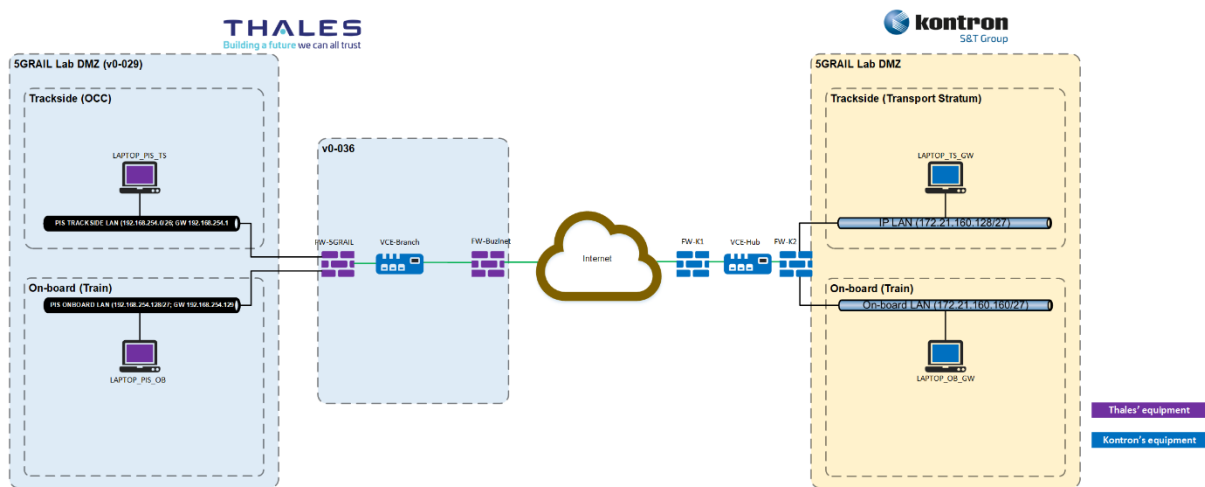 THALES
Building a future we can all trust
kontron
S&T Group
5GRAIL Lab DMZ (v0-029)
Trackside (OCC)
LAPTOP_PIS_TS
PIS TRACKSIDE LAN (192.168.254.0/26; GW 192.168.254.1
On-board (Train)
PIS ONBOARD LAN (192.168.254.128/27; GW 192.168.254.129)
LAPTOP_PIS_OB
v0-036
FW-5GRAIL
VCE-Branch
FW-BuzInet
Internet
FW-K1
VCE-Hub
FW-K2
5GRAIL Lab DMZ
Trackside (Transport Stratum)
LAPTOP_TS_GW
IP LAN (172.21.160.128/27)
On-board (Train)
On-board LAN (172.21.160.160/27)
LAPTOP_OB_GW
Thales' equipment
Kontron's equipment